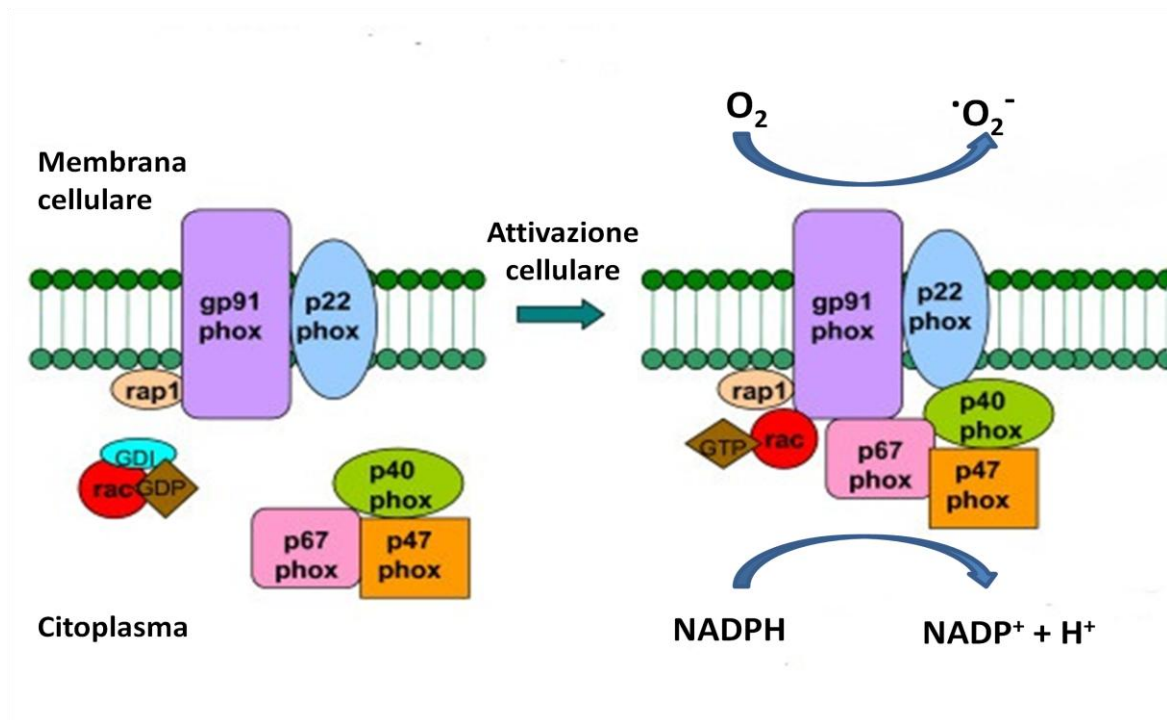 O₂
·O₂⁻
Membrana
cellulare
gp91
phox
p22
phox
rap1
GDI
rac
GDP
p40
phox
p67
phox
p47
phox
Citoplasma
Attivazione
cellulare
gp91
phox
p22
phox
rap1
GTP
rac
p40
phox
p67
phox
p47
phox
NADPH
NADP⁺ + H⁺